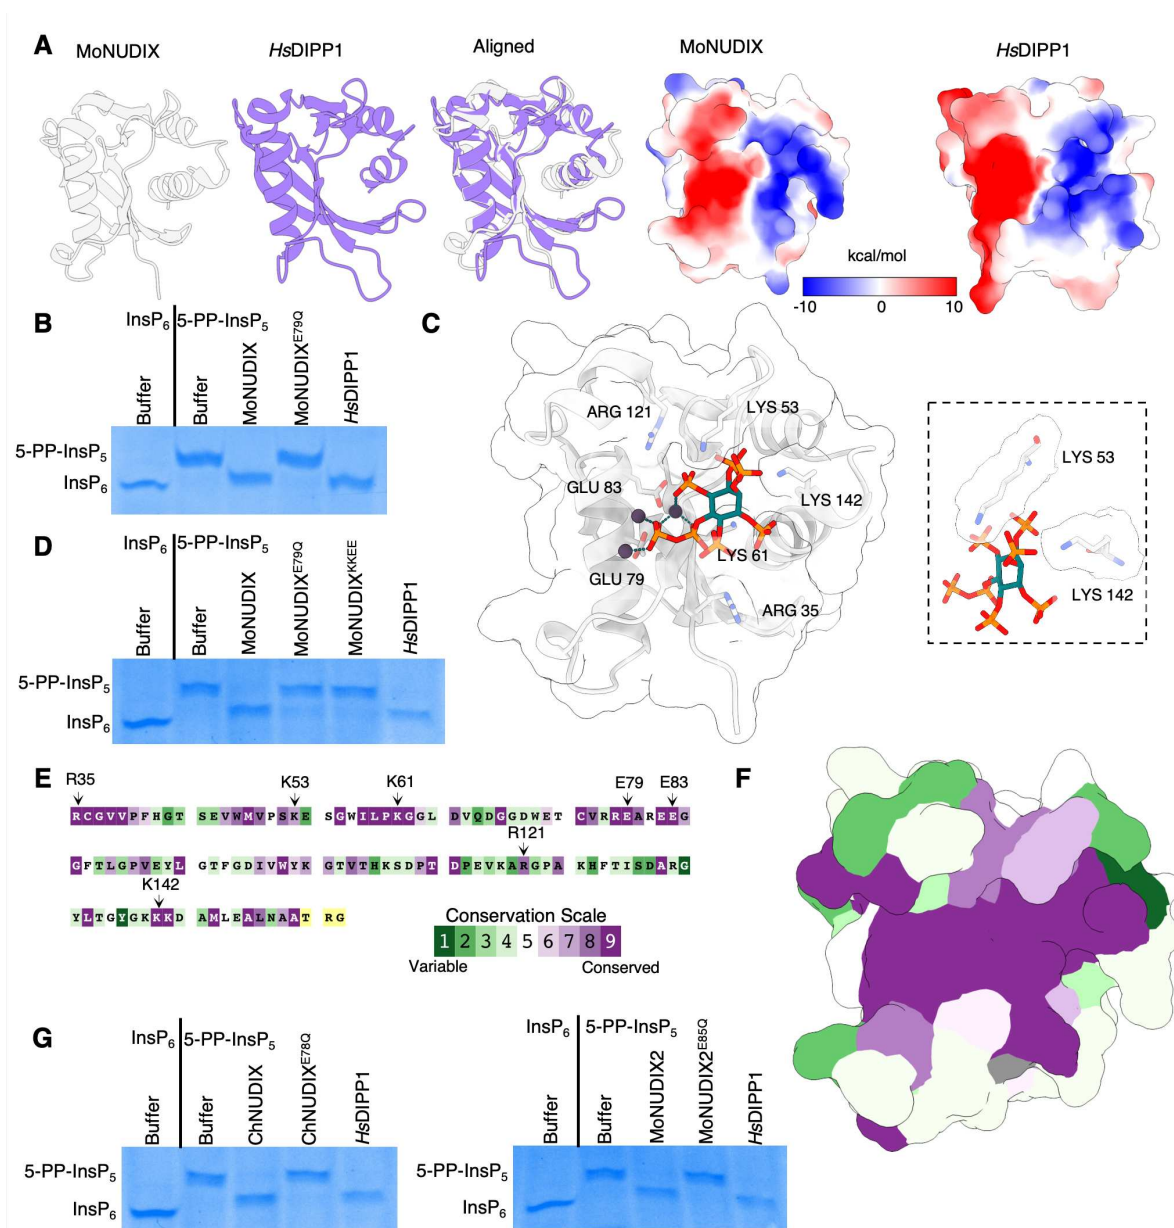 A
MoNUDIX
HsDIPP1
Aligned
MoNUDIX
HsDIPP1
kcal/mol
-10 0 10
B
InsP6 5-PP-InsP5
Buffer Buffer MoNUDIX MoNUDIXE79Q HsDIPP1
5-PP-InsP5
InsP6
C
ARG 121
LYS 53
GLU 83
LYS 142
LYS 61
GLU 79
ARG 35
LYS 53
LYS 142
D
InsP6 5-PP-InsP5
Buffer Buffer MoNUDIX MoNUDIXE79Q MoNUDIXKKEE HsDIPP1
5-PP-InsP5
InsP6
E
R35 K53 K61 E79 E83
RCGVVPFHGT SEVWMVPSKE SGWILPKGGL DVQDGGDWET CVRREAREEG
R121
GFTLGPVEYL GTFGDIVWYK GTVTHKSDPT DPEVKARGPA KHFTISDARG
K142
YLTGYGKKKD AMLEALNAAT RG
Conservation Scale
1 2 3 4 5 6 7 8 9
Variable Conserved
F
G
InsP6 5-PP-InsP5
Buffer Buffer ChNUDIX ChNUDIXE78Q HsDIPP1
5-PP-InsP5
InsP6
InsP6 5-PP-InsP5
Buffer Buffer MoNUDIX2 MoNUDIX2E85Q HsDIPP1
5-PP-InsP5
InsP6